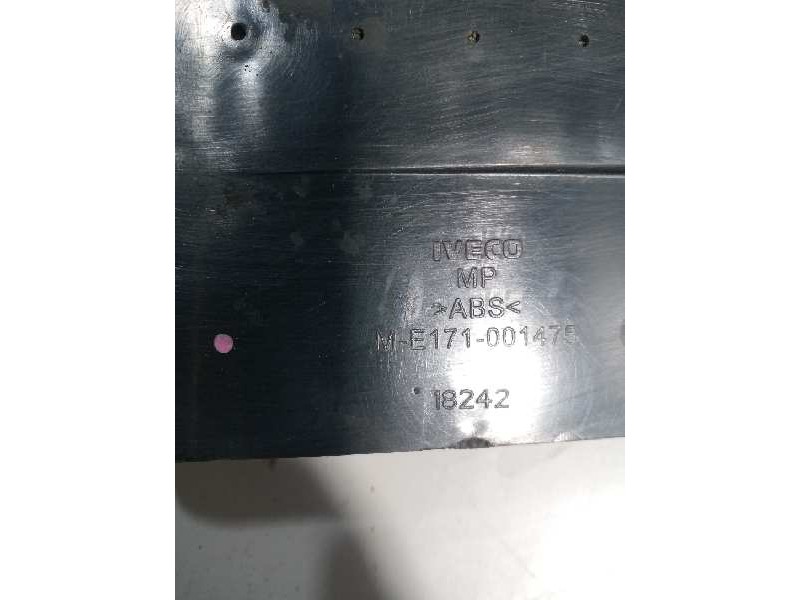 IVECO
MP
>ABS<
M-E171-001475
18242